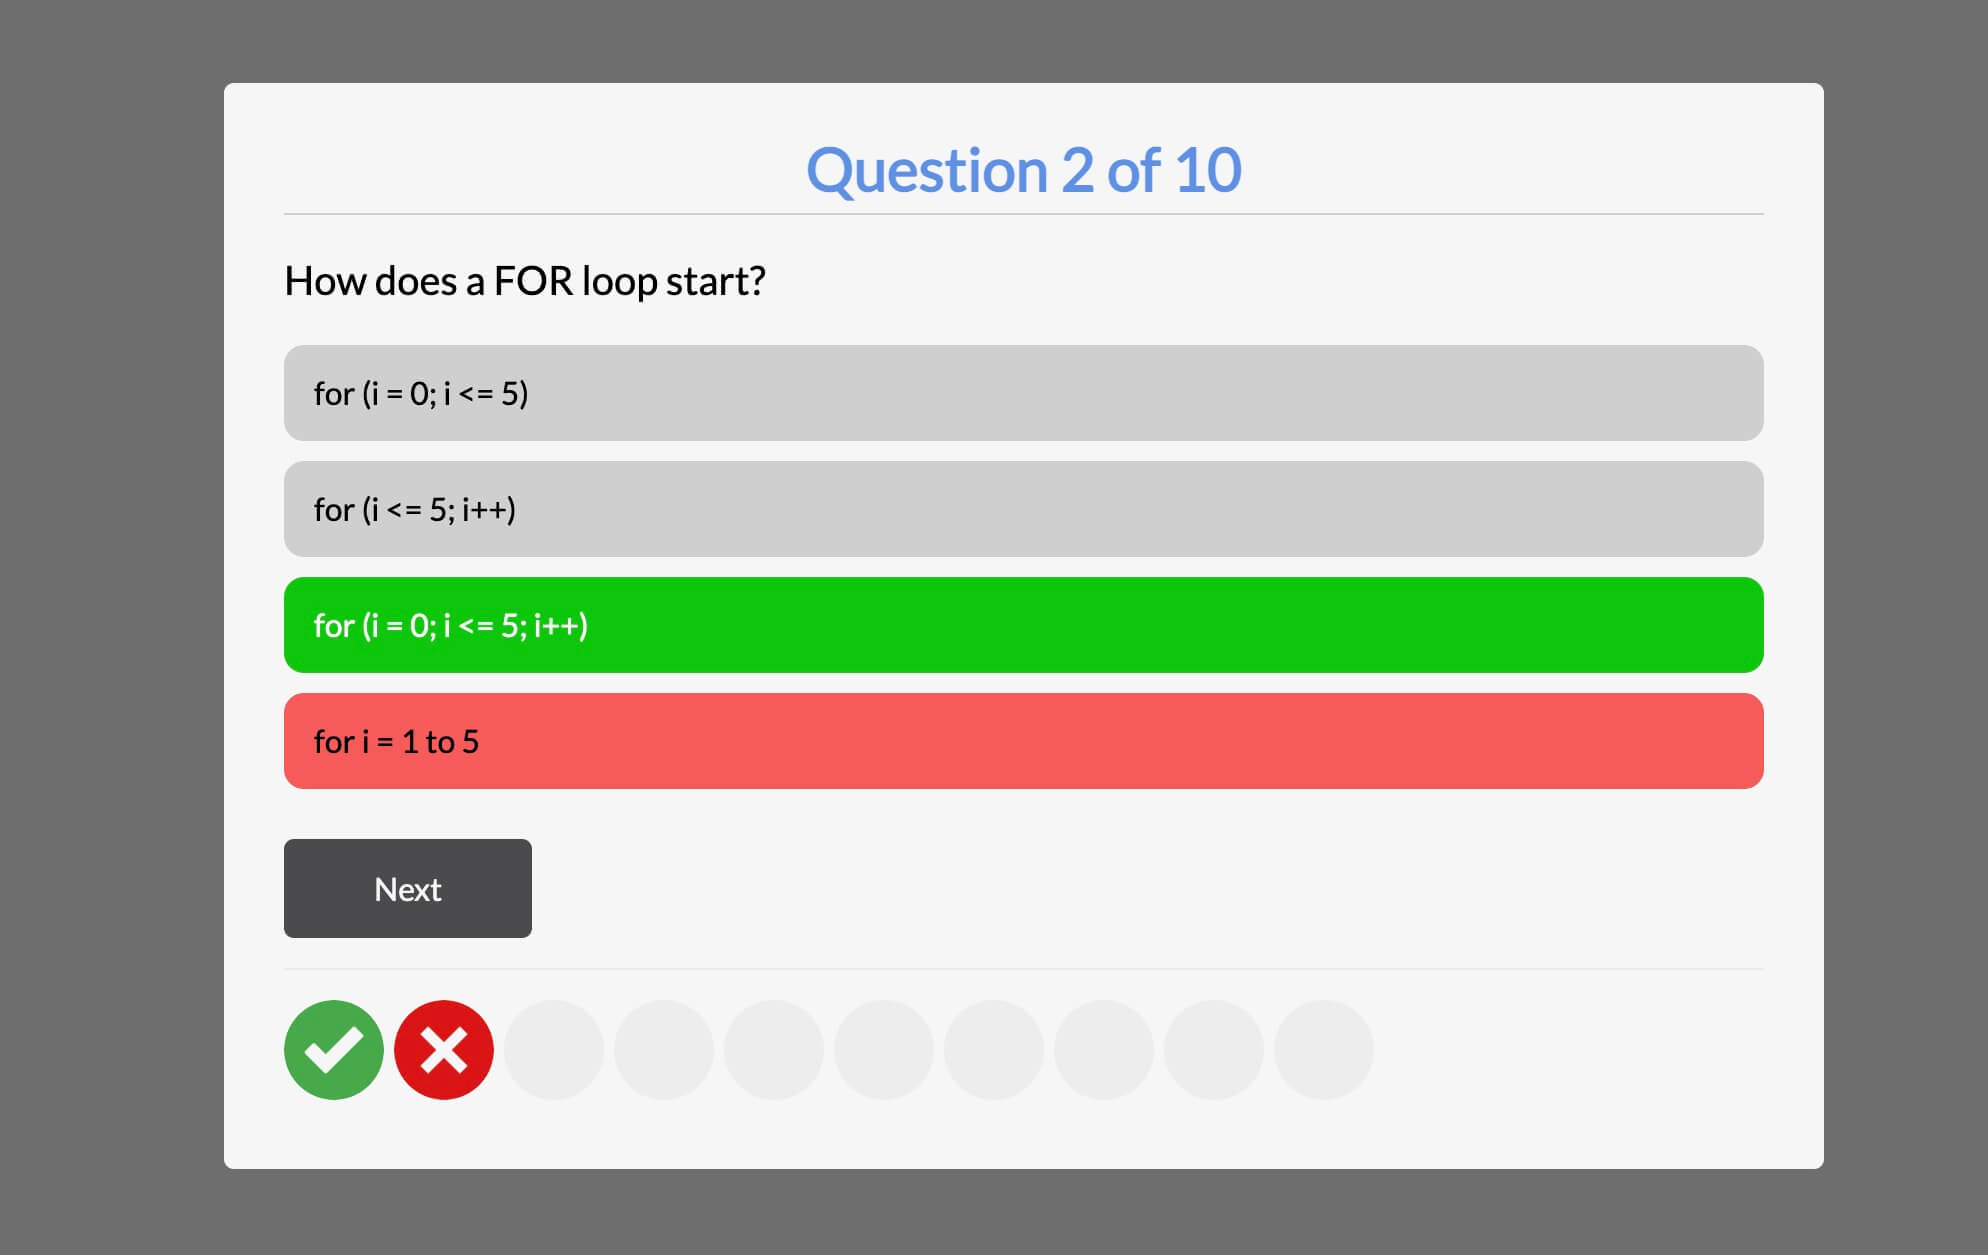 Question 2 of 10
How does a FOR loop start?
for (i = 0; i <= 5)
for (i <= 5; i++)
for (i = 0; i <= 5; i++)
for i = 1 to 5
Next